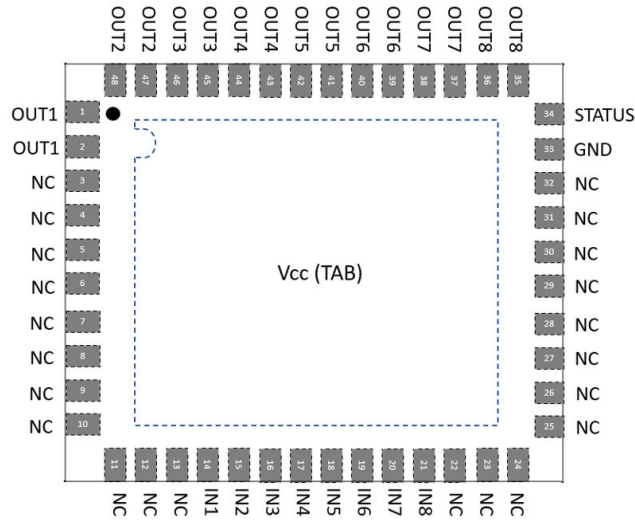 OUT2 OUT2 OUT3 OUT3 OUT4 OUT4 OUT5 OUT5 OUT6 OUT6 OUT7 OUT7 OUT8 OUT8
48 47 46 45 44 43 42 41 40 39 38 37 36 35
OUT1 1
OUT1 2
NC 3
NC 4
NC 5
NC 6
NC 7
NC 8
NC 9
NC 10
Vcc (TAB)
34 STATUS
33 GND
32 NC
31 NC
30 NC
29 NC
28 NC
27 NC
26 NC
25 NC
11 12 13 14 15 16 17 18 19 20 21 22 23 24
NC NC NC IN1 IN2 IN3 IN4 IN5 IN6 IN7 IN8 NC NC NC